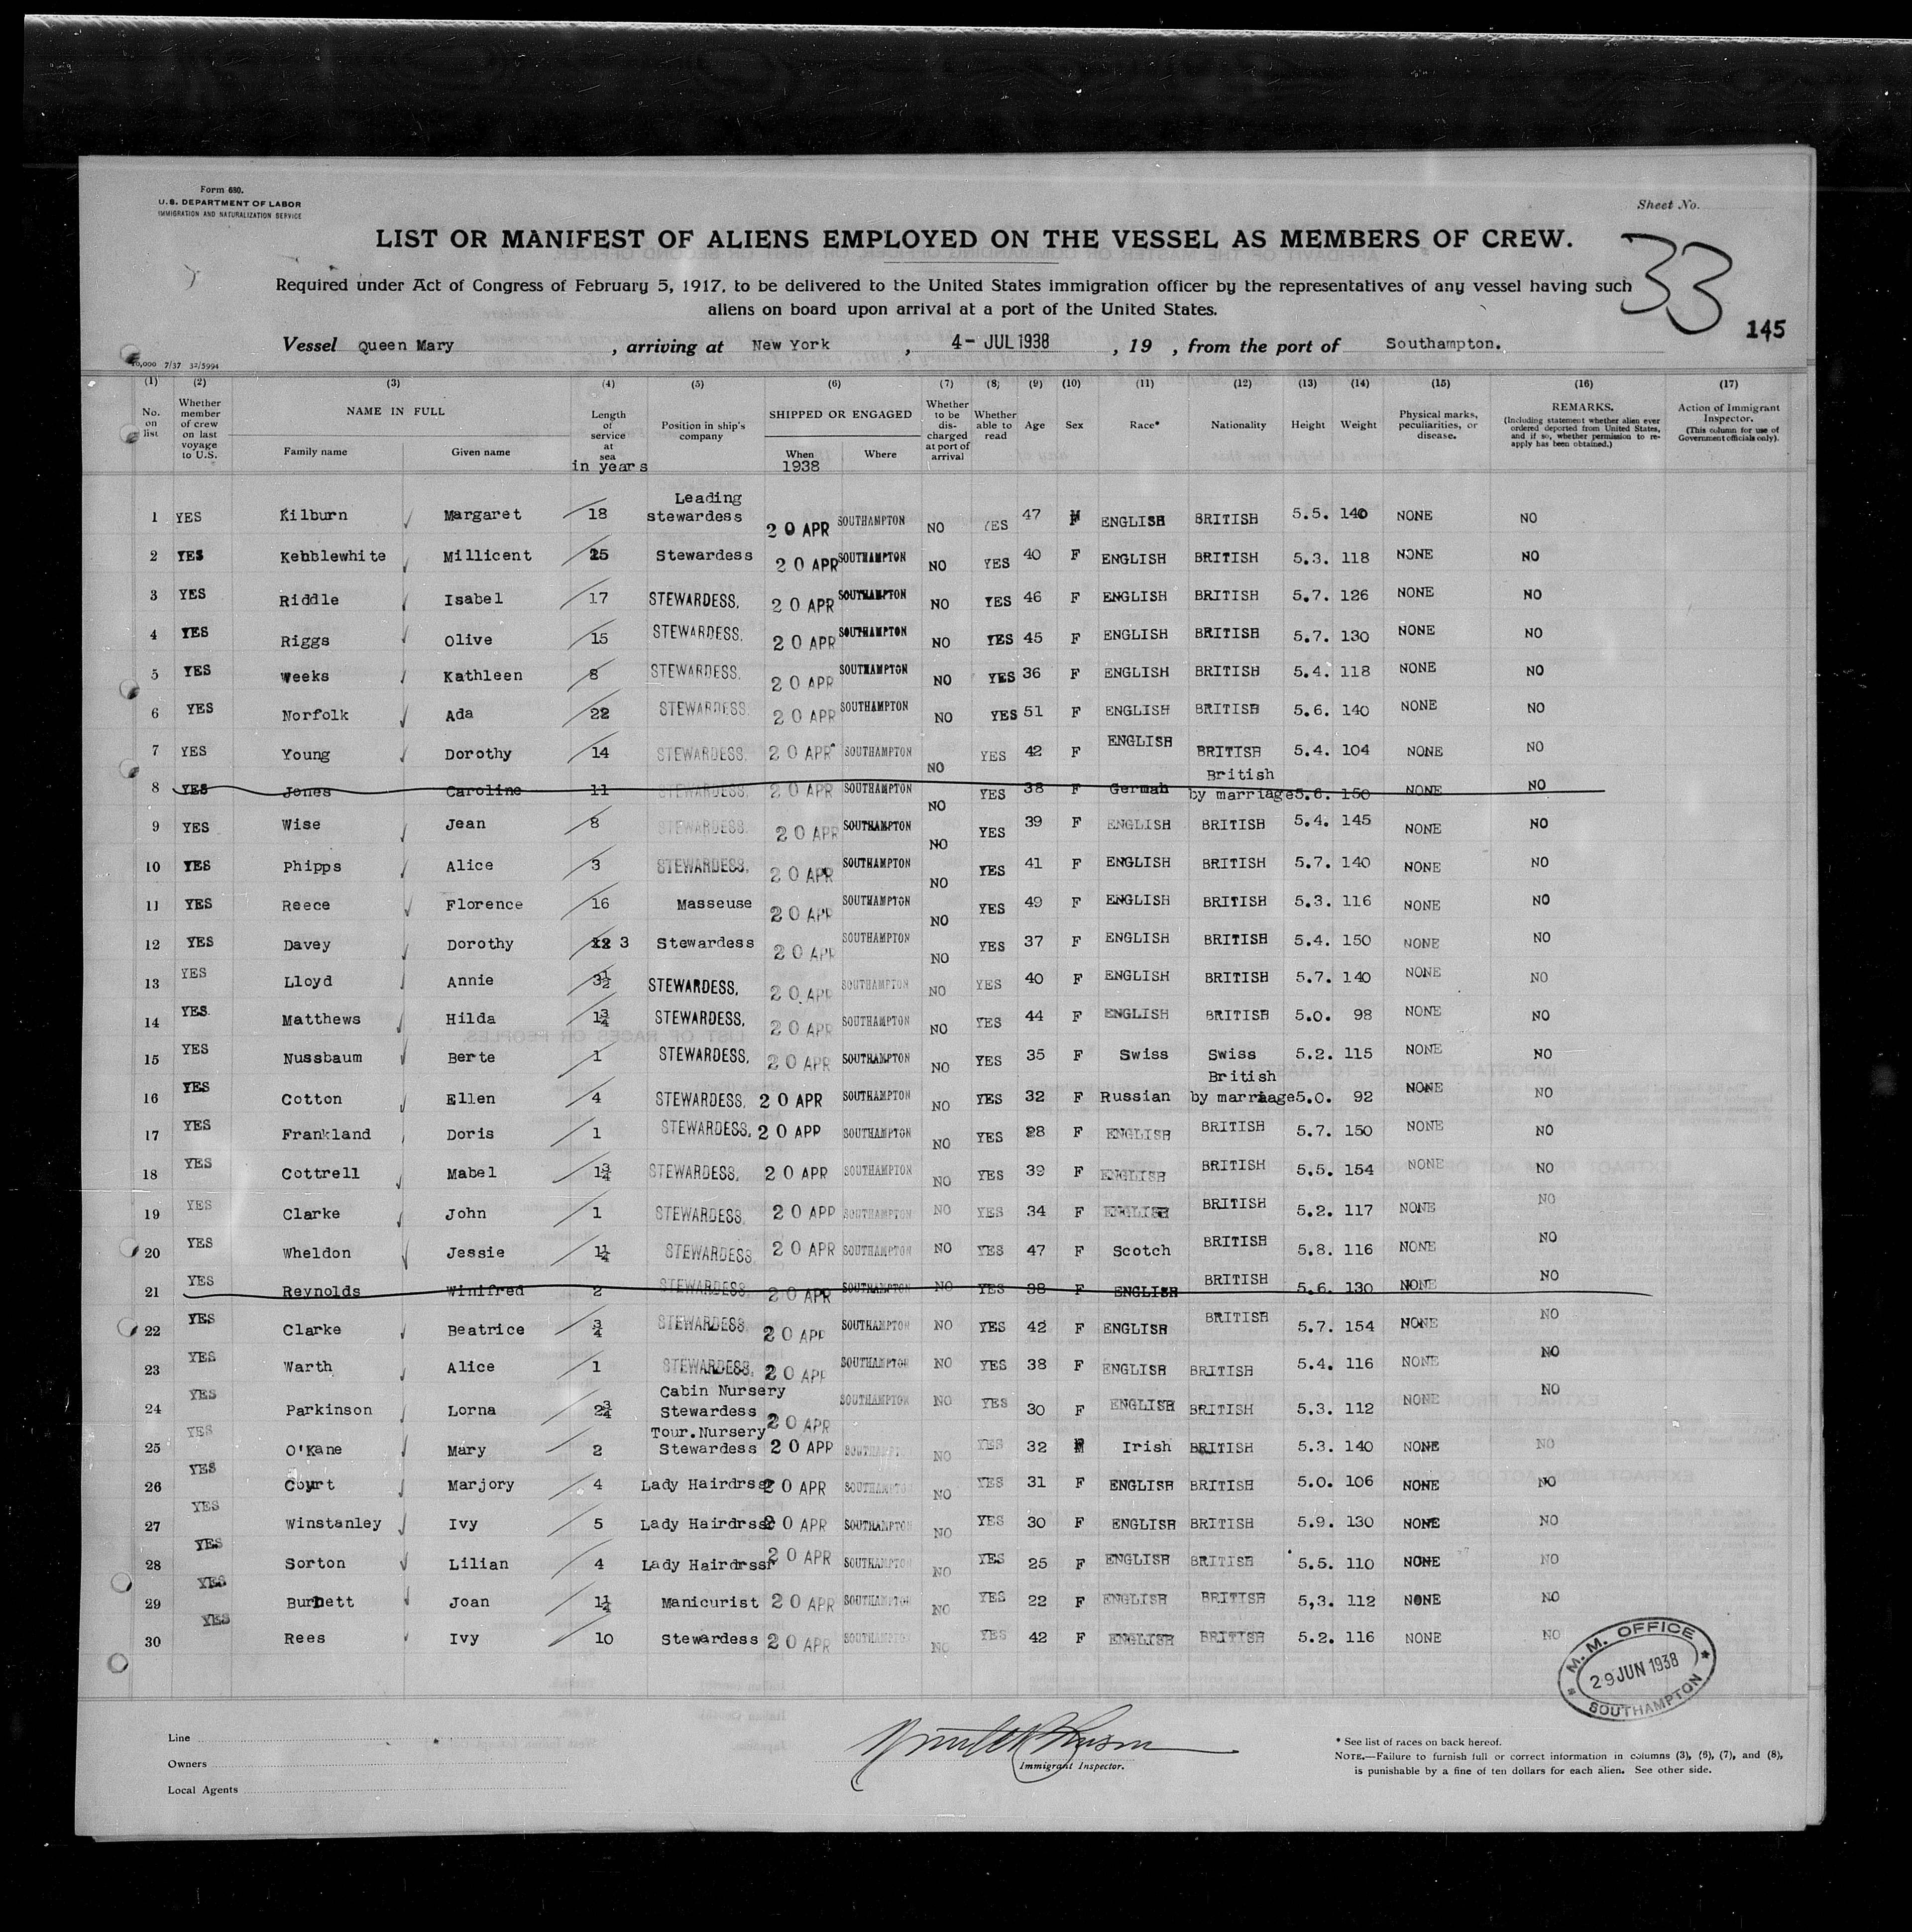 Form 680.
U.S. DEPARTMENT OF LABOR
IMMIGRATION AND NATURALIZATION SERVICE
Sheet No.
LIST OR MANIFEST OF ALIENS EMPLOYED ON THE VESSEL AS MEMBERS OF CREW.
33
Required under Act of Congress of February 5, 1917, to be delivered to the United States immigration officer by the representatives of any vessel having such
aliens on board upon arrival at a port of the United States.
145
Vessel Queen Mary , arriving at New York , 4- JUL 1938 , 19 , from the port of Southampton.
7/37 32/5994
(1) (2) (3) (4) (5) (6) (7) (8) (9) (10) (11) (12) (13) (14) (15) (16) (17)
No. on list
Whether member of crew on last voyage to U.S.
NAME IN FULL
Family name Given name
Length of service at sea
in years
Position in ship's company
SHIPPED OR ENGAGED
When Where
1938
Whether to be discharged at port of arrival
Whether able to read
Age
Sex
Race*
Nationality
Height
Weight
Physical marks, peculiarities, or disease.
REMARKS.
(Including statement whether alien ever ordered deported from United States, and if so, whether permission to re-apply has been obtained.)
Action of Immigrant Inspector.
(This column for use of Government officials only).
1 YES Kilburn Margaret 18 Leading stewardess 20 APR SOUTHAMPTON NO YES 47 F ENGLISH BRITISH 5.5. 140 NONE NO
2 YES Kebblewhite Millicent 25 Stewardess 20 APR SOUTHAMPTON NO YES 40 F ENGLISH BRITISH 5.3. 118 NONE NO
3 YES Riddle Isabel 17 STEWARDESS. 20 APR SOUTHAMPTON NO YES 46 F ENGLISH BRITISH 5.7. 126 NONE NO
4 YES Riggs Olive 15 STEWARDESS. 20 APR SOUTHAMPTON NO YES 45 F ENGLISH BRITISH 5.7. 130 NONE NO
5 YES Weeks Kathleen 8 STEWARDESS. 20 APR SOUTHAMPTON NO YES 36 F ENGLISH BRITISH 5.4. 118 NONE NO
6 YES Norfolk Ada 22 STEWARDESS. 20 APR SOUTHAMPTON NO YES 51 F ENGLISH BRITISH 5.6. 140 NONE NO
7 YES Young Dorothy 14 STEWARDESS. 20 APR SOUTHAMPTON NO YES 42 F ENGLISH BRITISH 5.4. 104 NONE NO
8 YES Jones Caroline 11 STEWARDESS. 20 APR SOUTHAMPTON NO YES 38 F German British by marriage 5.6. 150 NONE NO
9 YES Wise Jean 8 STEWARDESS. 20 APR SOUTHAMPTON NO YES 39 F ENGLISH BRITISH 5.4. 145 NONE NO
10 YES Phipps Alice 3 STEWARDESS. 20 APR SOUTHAMPTON NO YES 41 F ENGLISH BRITISH 5.7. 140 NONE NO
11 YES Reece Florence 16 Masseuse 20 APR SOUTHAMPTON NO YES 49 F ENGLISH BRITISH 5.3. 116 NONE NO
12 YES Davey Dorothy 3 Stewardess 20 APR SOUTHAMPTON NO YES 37 F ENGLISH BRITISH 5.4. 150 NONE NO
13 YES Lloyd Annie 3½ STEWARDESS. 20 APR SOUTHAMPTON NO YES 40 F ENGLISH BRITISH 5.7. 140 NONE NO
14 YES Matthews Hilda 1¾ STEWARDESS. 20 APR SOUTHAMPTON NO YES 44 F ENGLISH BRITISH 5.0. 98 NONE NO
15 YES Nussbaum Berte 1 STEWARDESS. 20 APR SOUTHAMPTON NO YES 35 F Swiss Swiss 5.2. 115 NONE NO
16 YES Cotton Ellen 4 STEWARDESS. 20 APR SOUTHAMPTON NO YES 32 F Russian British by marriage 5.0. 92 NONE NO
17 YES Frankland Doris 1 STEWARDESS. 20 APR SOUTHAMPTON NO YES 28 F ENGLISH BRITISH 5.7. 150 NONE NO
18 YES Cottrell Mabel 1¾ STEWARDESS. 20 APR SOUTHAMPTON NO YES 39 F ENGLISH BRITISH 5.5. 154 NONE NO
19 YES Clarke John 1 STEWARDESS. 20 APR SOUTHAMPTON NO YES 34 F ENGLISH BRITISH 5.2. 117 NONE NO
20 YES Wheldon Jessie 1¼ STEWARDESS 20 APR SOUTHAMPTON NO YES 47 F Scotch BRITISH 5.8. 116 NONE NO
21 YES Reynolds Winifred 2 STEWARDESS. 20 APR SOUTHAMPTON NO YES 38 F ENGLISH BRITISH 5.6. 130 NONE NO
22 YES Clarke Beatrice ¾ STEWARDESS. 20 APR SOUTHAMPTON NO YES 42 F ENGLISH BRITISH 5.7. 154 NONE NO
23 YES Warth Alice 1 STEWARDESS. 20 APR SOUTHAMPTON NO YES 38 F ENGLISH BRITISH 5.4. 116 NONE NO
24 YES Parkinson Lorna 2¾ Cabin Nursery Stewardess 20 APR SOUTHAMPTON NO YES 30 F ENGLISH BRITISH 5.3. 112 NONE NO
25 YES O'Kane Mary 2 Tour.Nursery Stewardess 20 APR SOUTHAMPTON NO YES 32 F Irish BRITISH 5.3. 140 NONE NO
26 YES Court Marjory 4 Lady Hairdrssr 20 APR SOUTHAMPTON NO YES 31 F ENGLISH BRITISH 5.0. 106 NONE NO
27 YES Winstanley Ivy 5 Lady Hairdrssr 20 APR SOUTHAMPTON NO YES 30 F ENGLISH BRITISH 5.9. 130 NONE NO
28 YES Sorton Lilian 4 Lady Hairdrssr 20 APR SOUTHAMPTON NO YES 25 F ENGLISH BRITISH 5.5. 110 NONE NO
29 YES Burnett Joan 1¼ Manicurist 20 APR SOUTHAMPTON NO YES 22 F ENGLISH BRITISH 5,3. 112 NONE NO
30 YES Rees Ivy 10 Stewardess 20 APR SOUTHAMPTON NO YES 42 F ENGLISH BRITISH 5.2. 116 NONE NO
M. M. OFFICE
29 JUN 1938
SOUTHAMPTON
Line
Owners
Local Agents
Immigrant Inspector.
* See list of races on back hereof.
NOTE.—Failure to furnish full or correct information in columns (3), (6), (7), and (8),
is punishable by a fine of ten dollars for each alien. See other side.